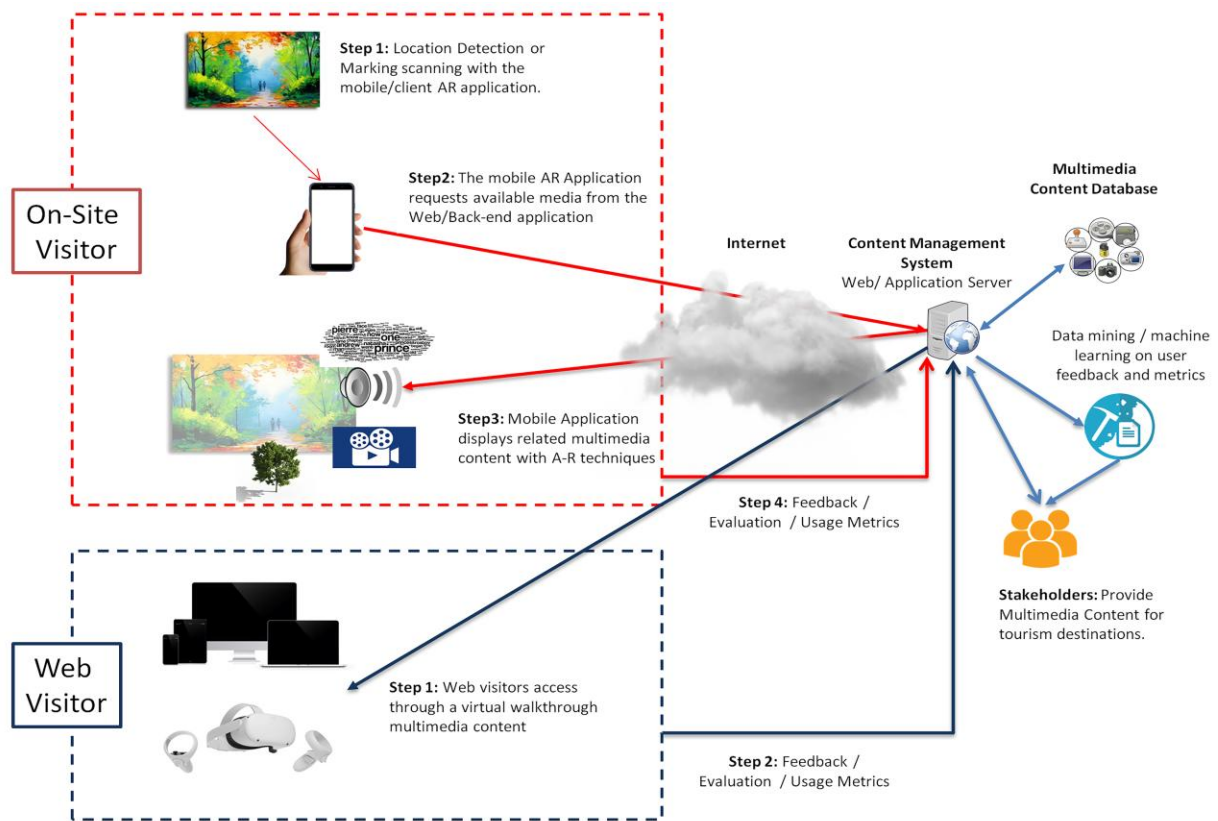 Step 1: Location Detection or
Marking scanning with the
mobile/client AR application.
On-Site
Visitor
Step2: The mobile AR Application
requests available media from the
Web/Back-end application
Internet
Content Management
System
Web/ Application Server
Multimedia
Content Database
Data mining / machine
learning on user
feedback and metrics
pierre
one
prince
andrew
Step3: Mobile Application
displays related multimedia
content with A-R techniques
Step 4: Feedback /
Evaluation / Usage Metrics
Stakeholders: Provide
Multimedia Content for
tourism destinations.
Web
Visitor
Step 1: Web visitors access
through a virtual walkthrough
multimedia content
Step 2: Feedback /
Evaluation / Usage Metrics